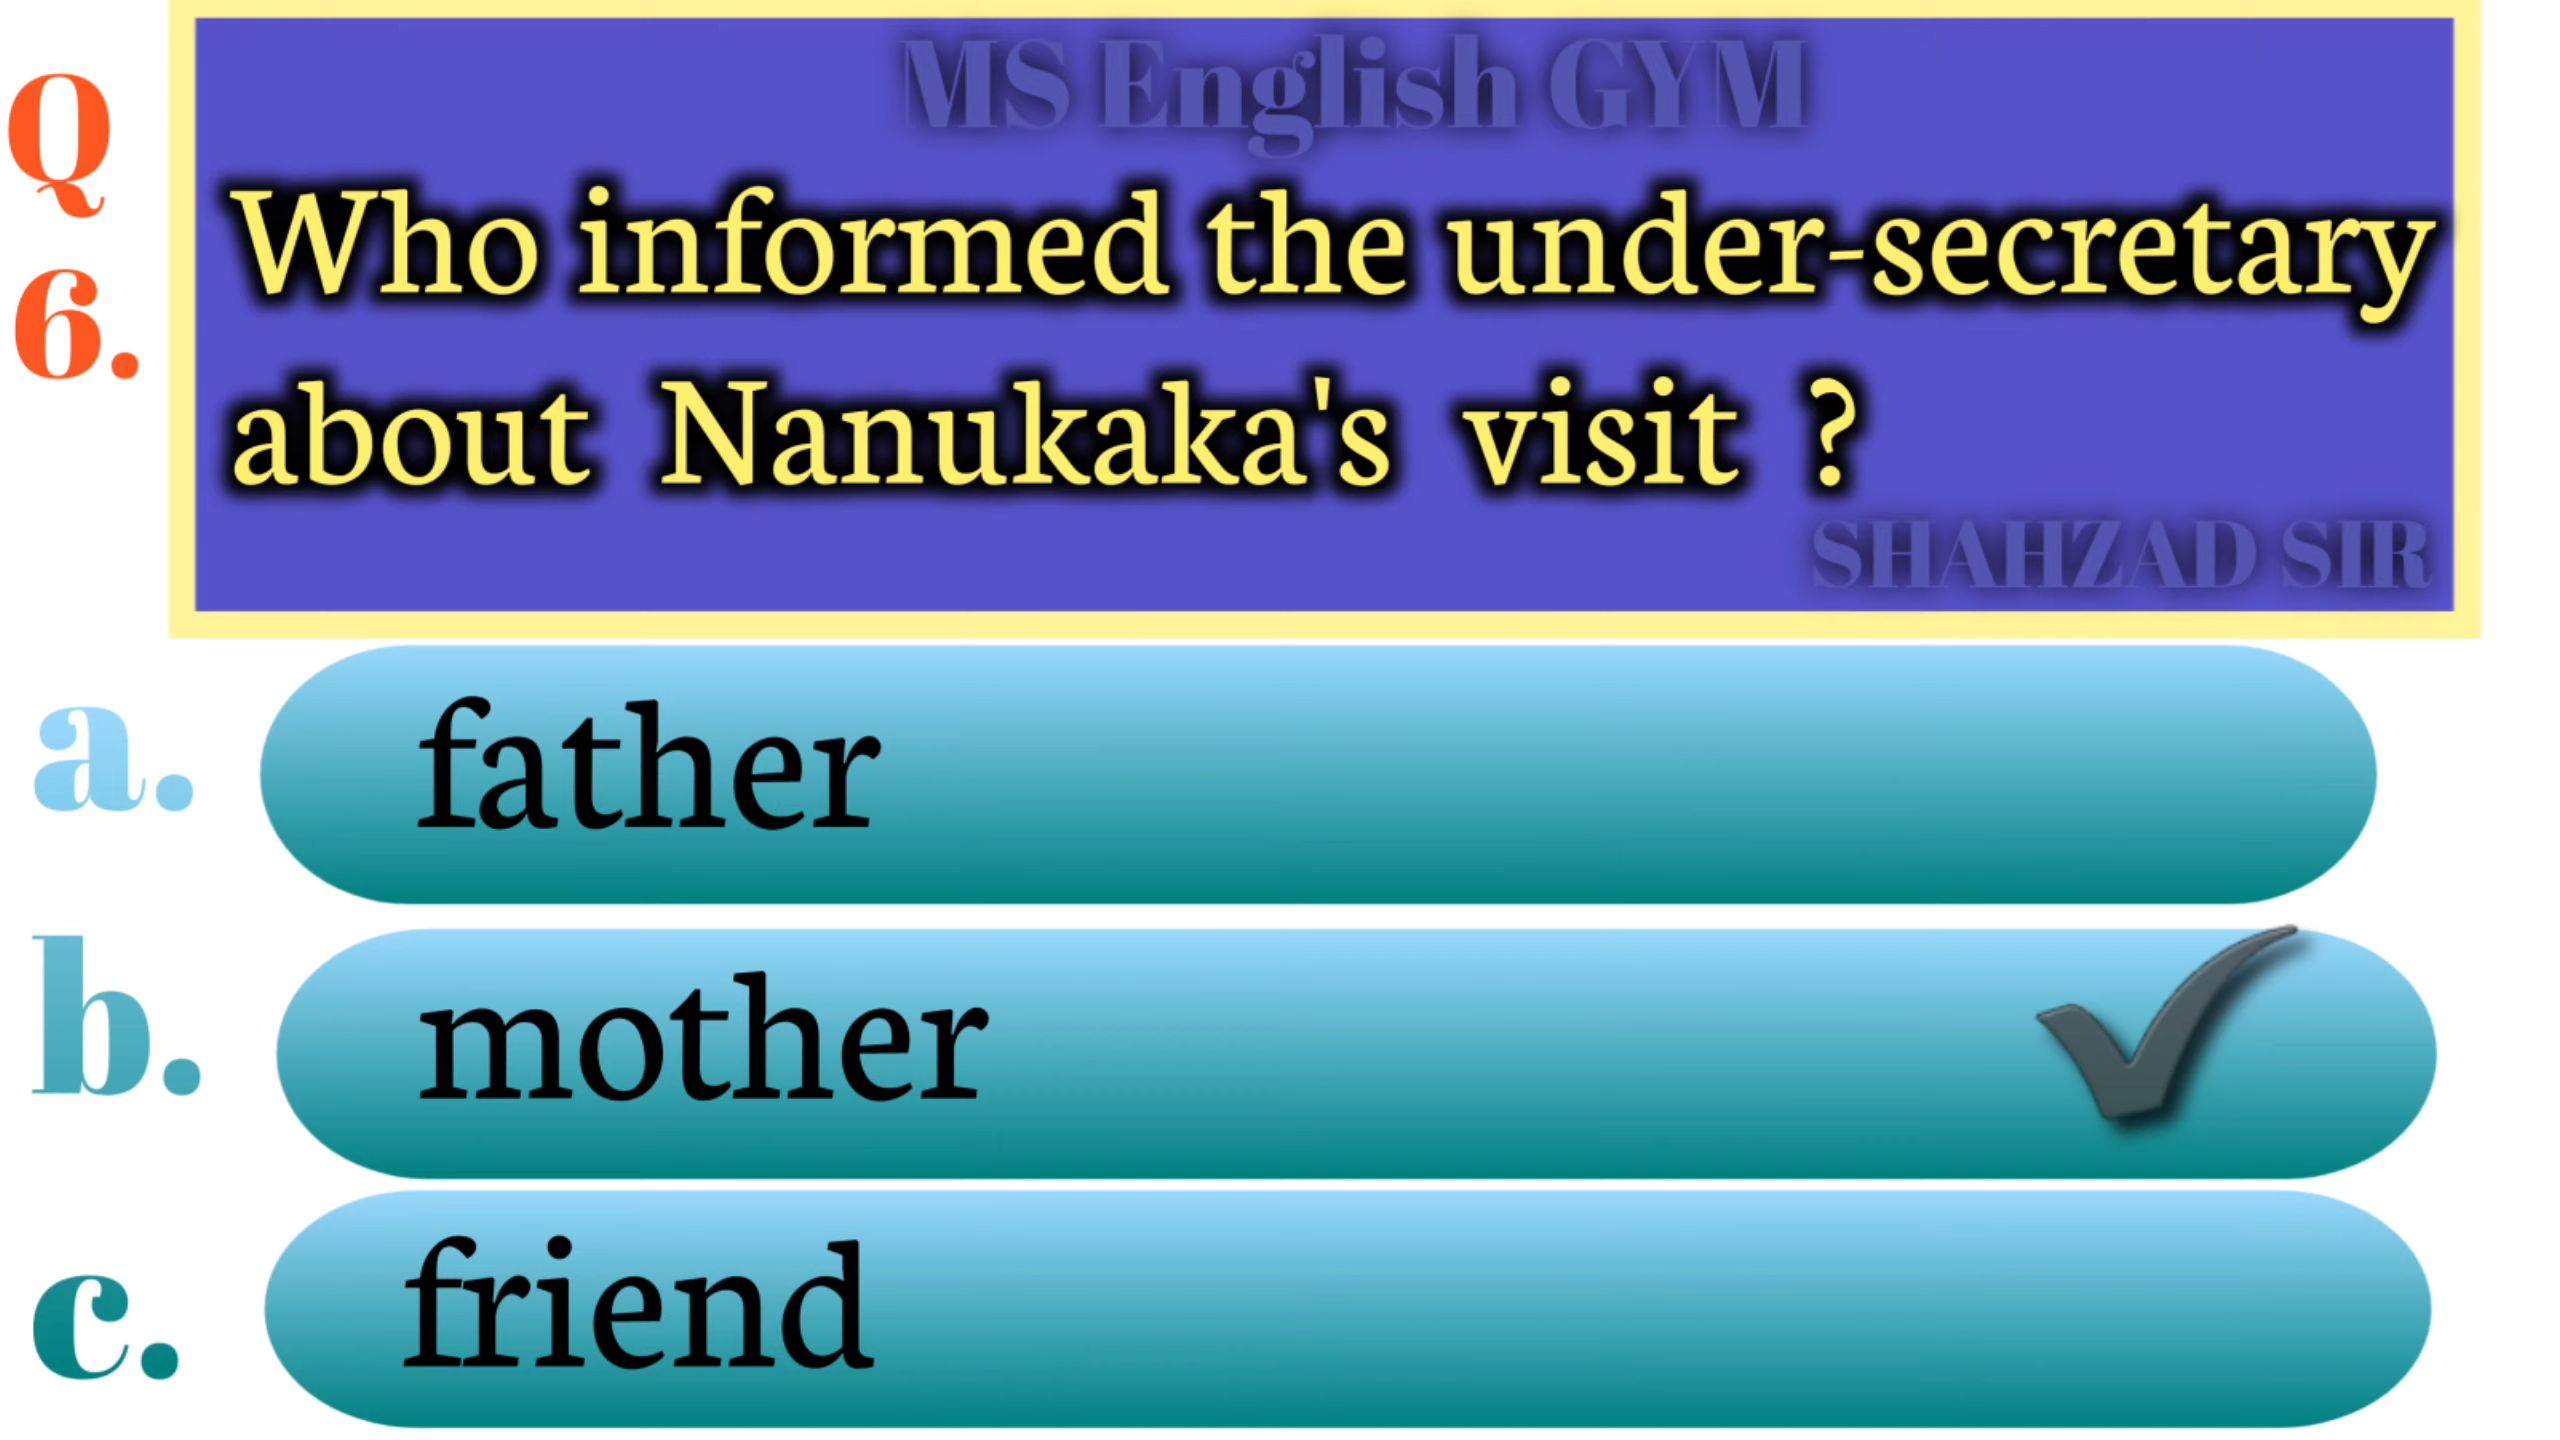 MS English GYM
Q
6.
Who informed the under-secretary
about Nanukaka's visit ?
SHAHZAD SIR
a. father
b. mother
c. friend